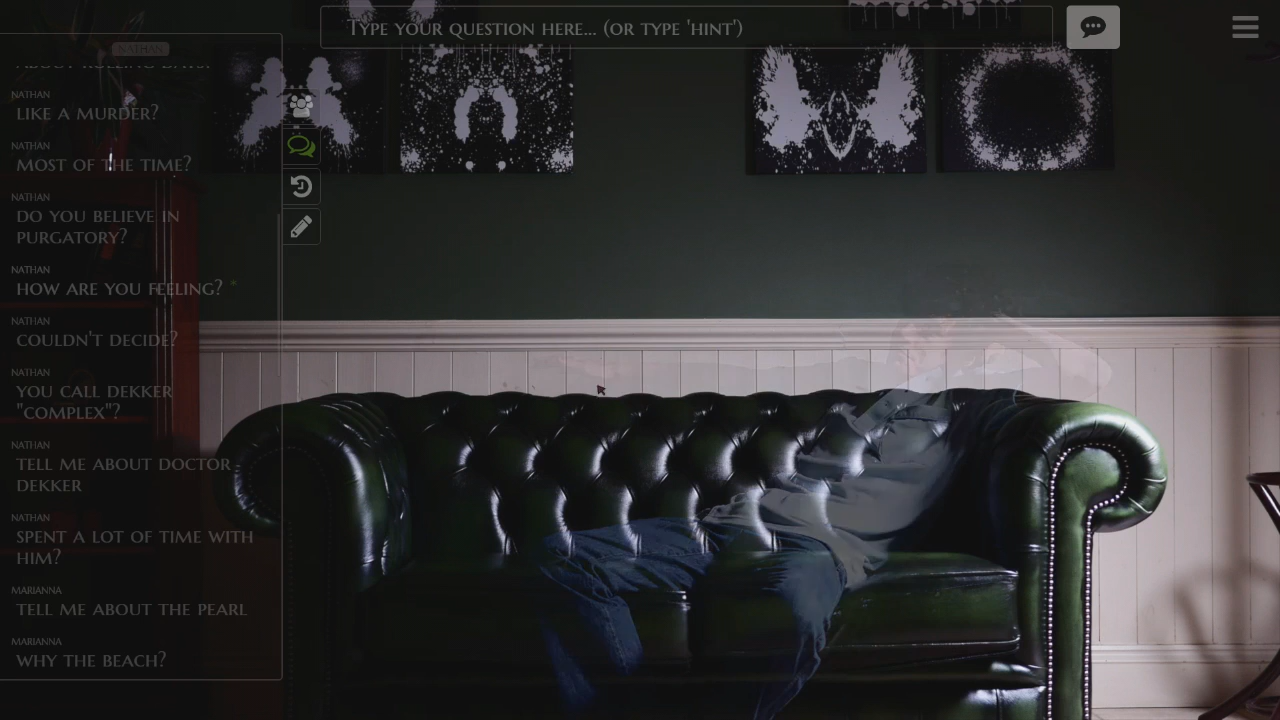 Type your question here... (or type 'hint')
NATHAN
NATHAN
LIKE A MURDER?
NATHAN
MOST OF THE TIME?
NATHAN
DO YOU BELIEVE IN
PURGATORY?
NATHAN
HOW ARE YOU FEELING? *
NATHAN
COULDN'T DECIDE?
NATHAN
YOU CALL DEKKER
"COMPLEX"?
NATHAN
TELL ME ABOUT DOCTOR
DEKKER
NATHAN
SPENT A LOT OF TIME WITH
HIM?
MARIANNA
TELL ME ABOUT THE PEARL
MARIANNA
WHY THE BEACH?